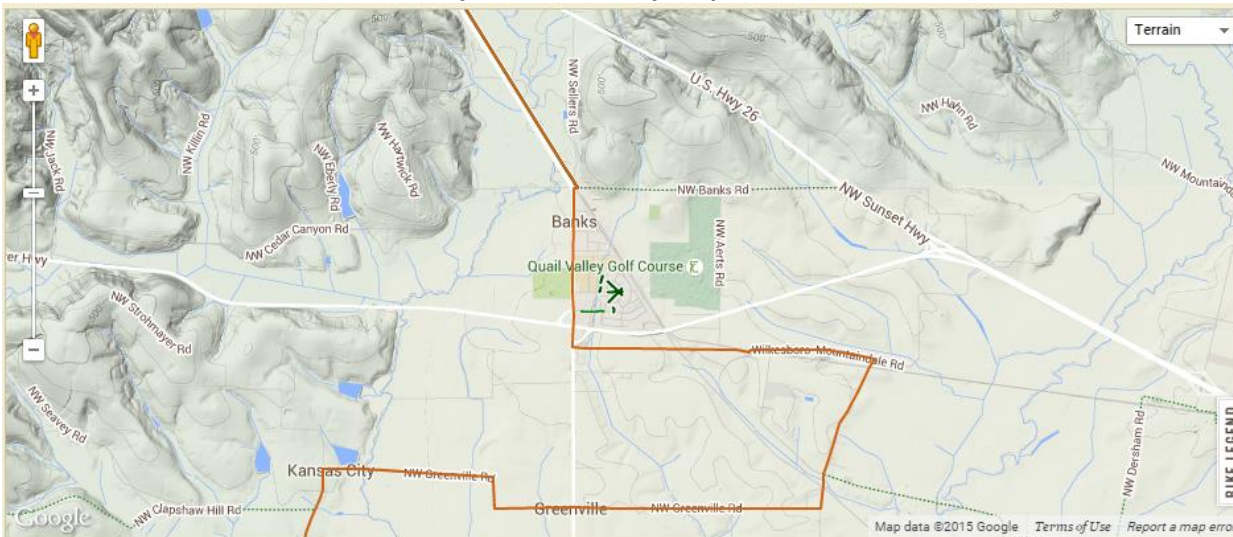 500'
500'
Terrain
U.S. Hwy 26
NW Sellers Rd
NW Killin Rd
NW Hartwick Rd
NW Eberly Rd
NW Jack Rd
NW Hahn Rd
NW Banks Rd
NW Sunset Hwy
Banks
NW Aerts Rd
NW Cedar Canyon Rd
Quail Valley Golf Course
NW Strohmayer Rd
Wilkesboro Mountaindale Rd
NW Seavey Rd
NW Dersham Rd
BIKE LEGEND
Kansas City
NW Greenville Rd
NW Clapshaw Hill Rd
Greenville
NW Greenville Rd
Google
Map data ©2015 Google
Terms of Use
Report a map error